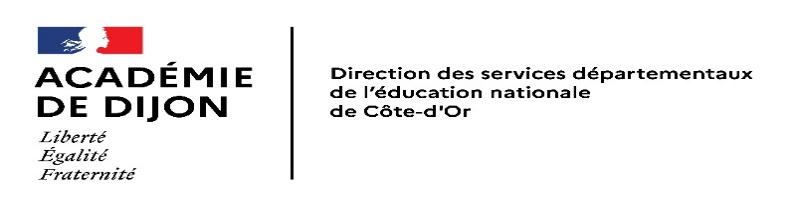 ACADÉMIE
DE DIJON
Liberté
Égalité
Fraternité
Direction des services départementaux
de l'éducation nationale
de Côte-d'Or